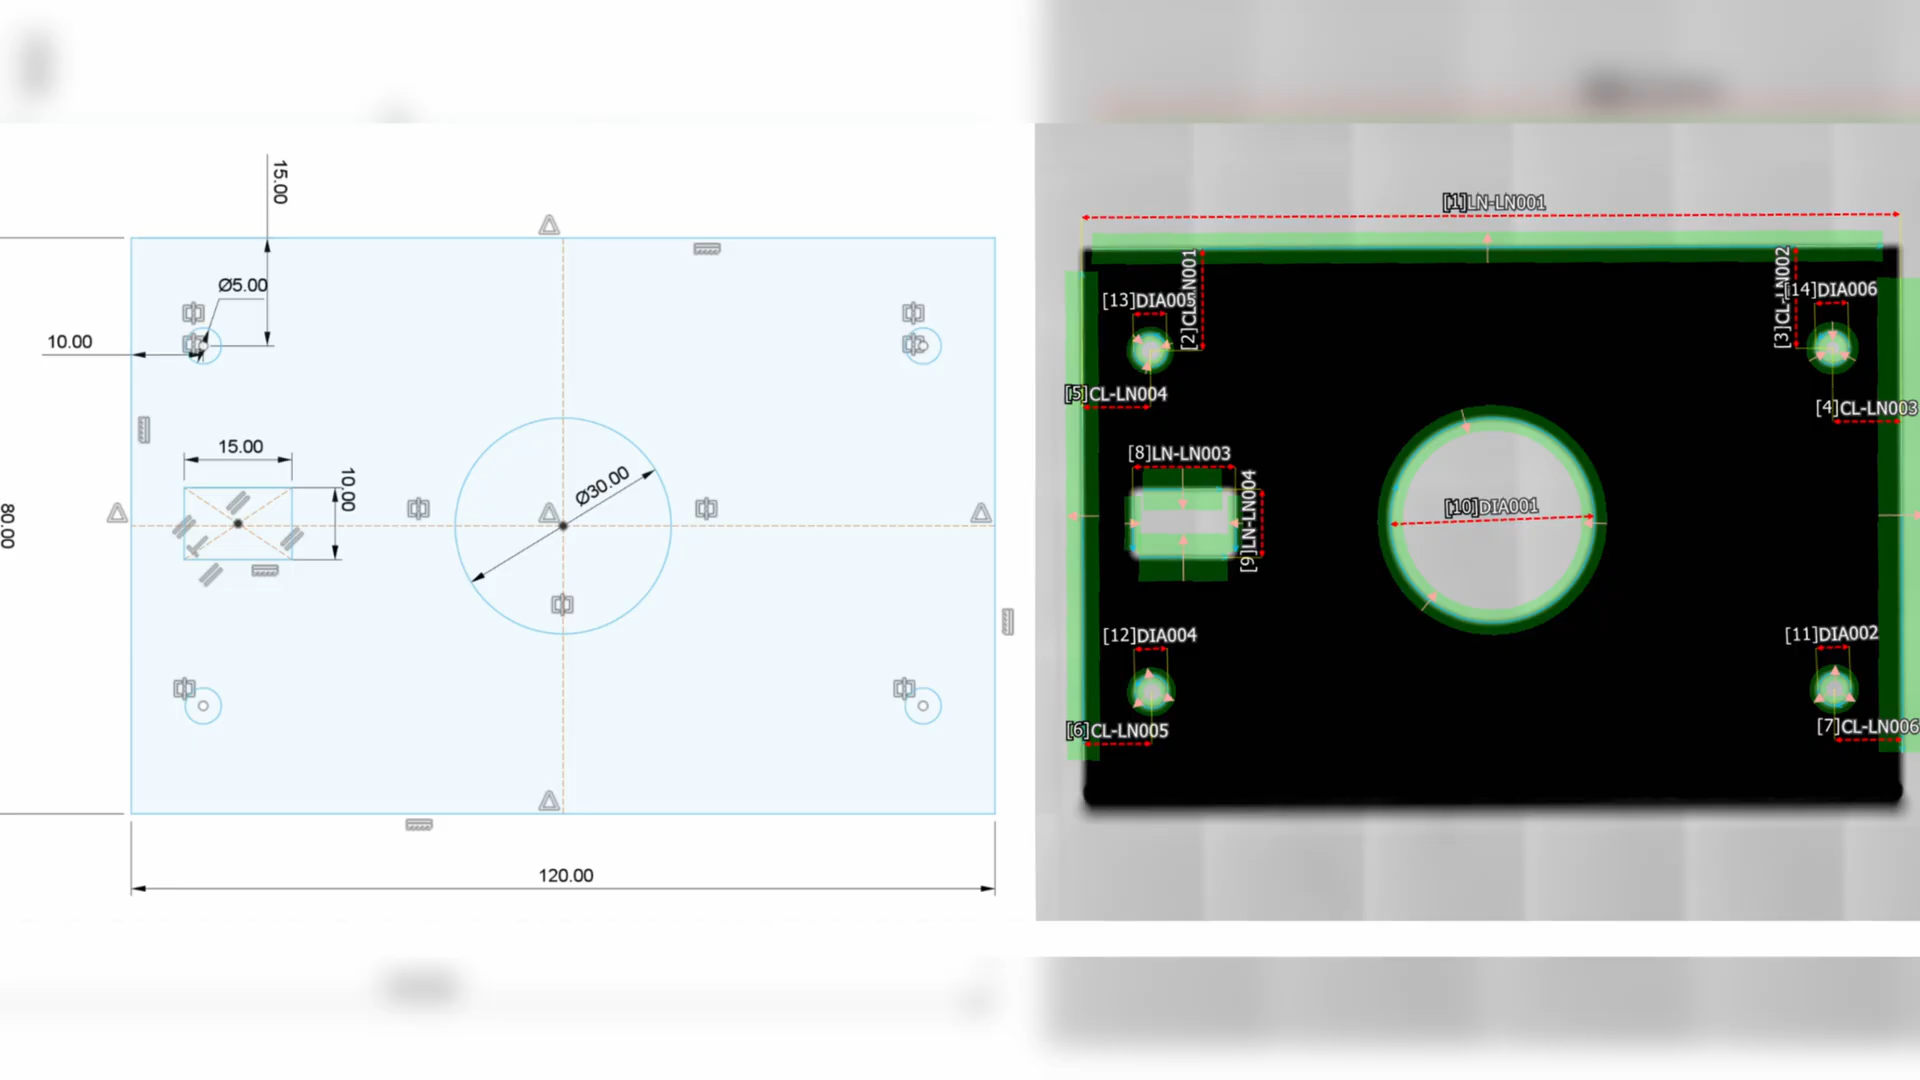 15.00
Ø5.00
10.00
15.00
10.00
Ø30.00
80.00
120.00
[1]LN-LN001
[2]CL-LN001
[3]CL-LN002
[13]DIA005
14]DIA006
[5]CL-LN004
[4]CL-LN003
[8]LN-LN003
[9]LN-LN004
[10]DIA001
[12]DIA004
[11]DIA002
[6]CL-LN005
[7]CL-LN006